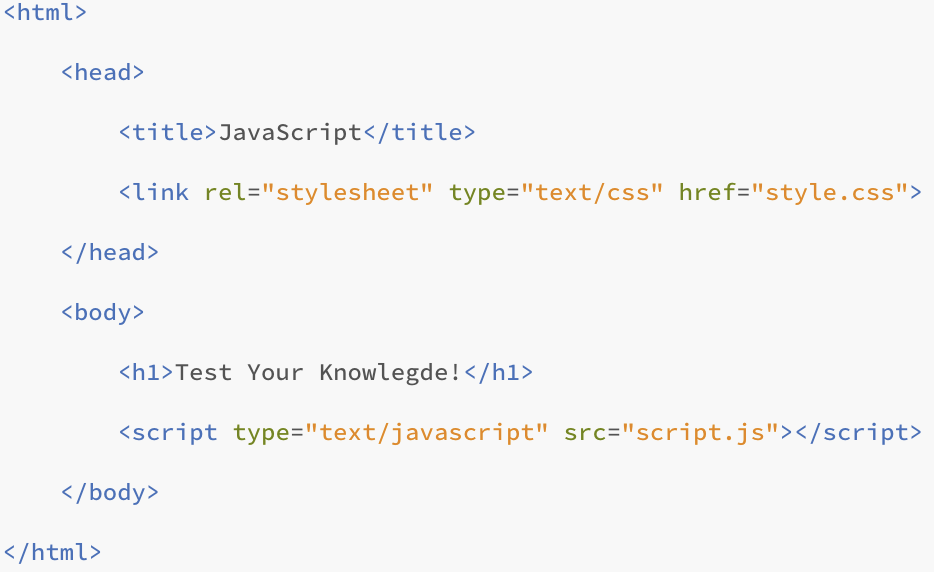 <html>
<head>
<title>JavaScript</title>
<link rel="stylesheet" type="text/css" href="style.css">
</head>
<body>
<h1>Test Your Knowlegde!</h1>
<script type="text/javascript" src="script.js"></script>
</body>
</html>